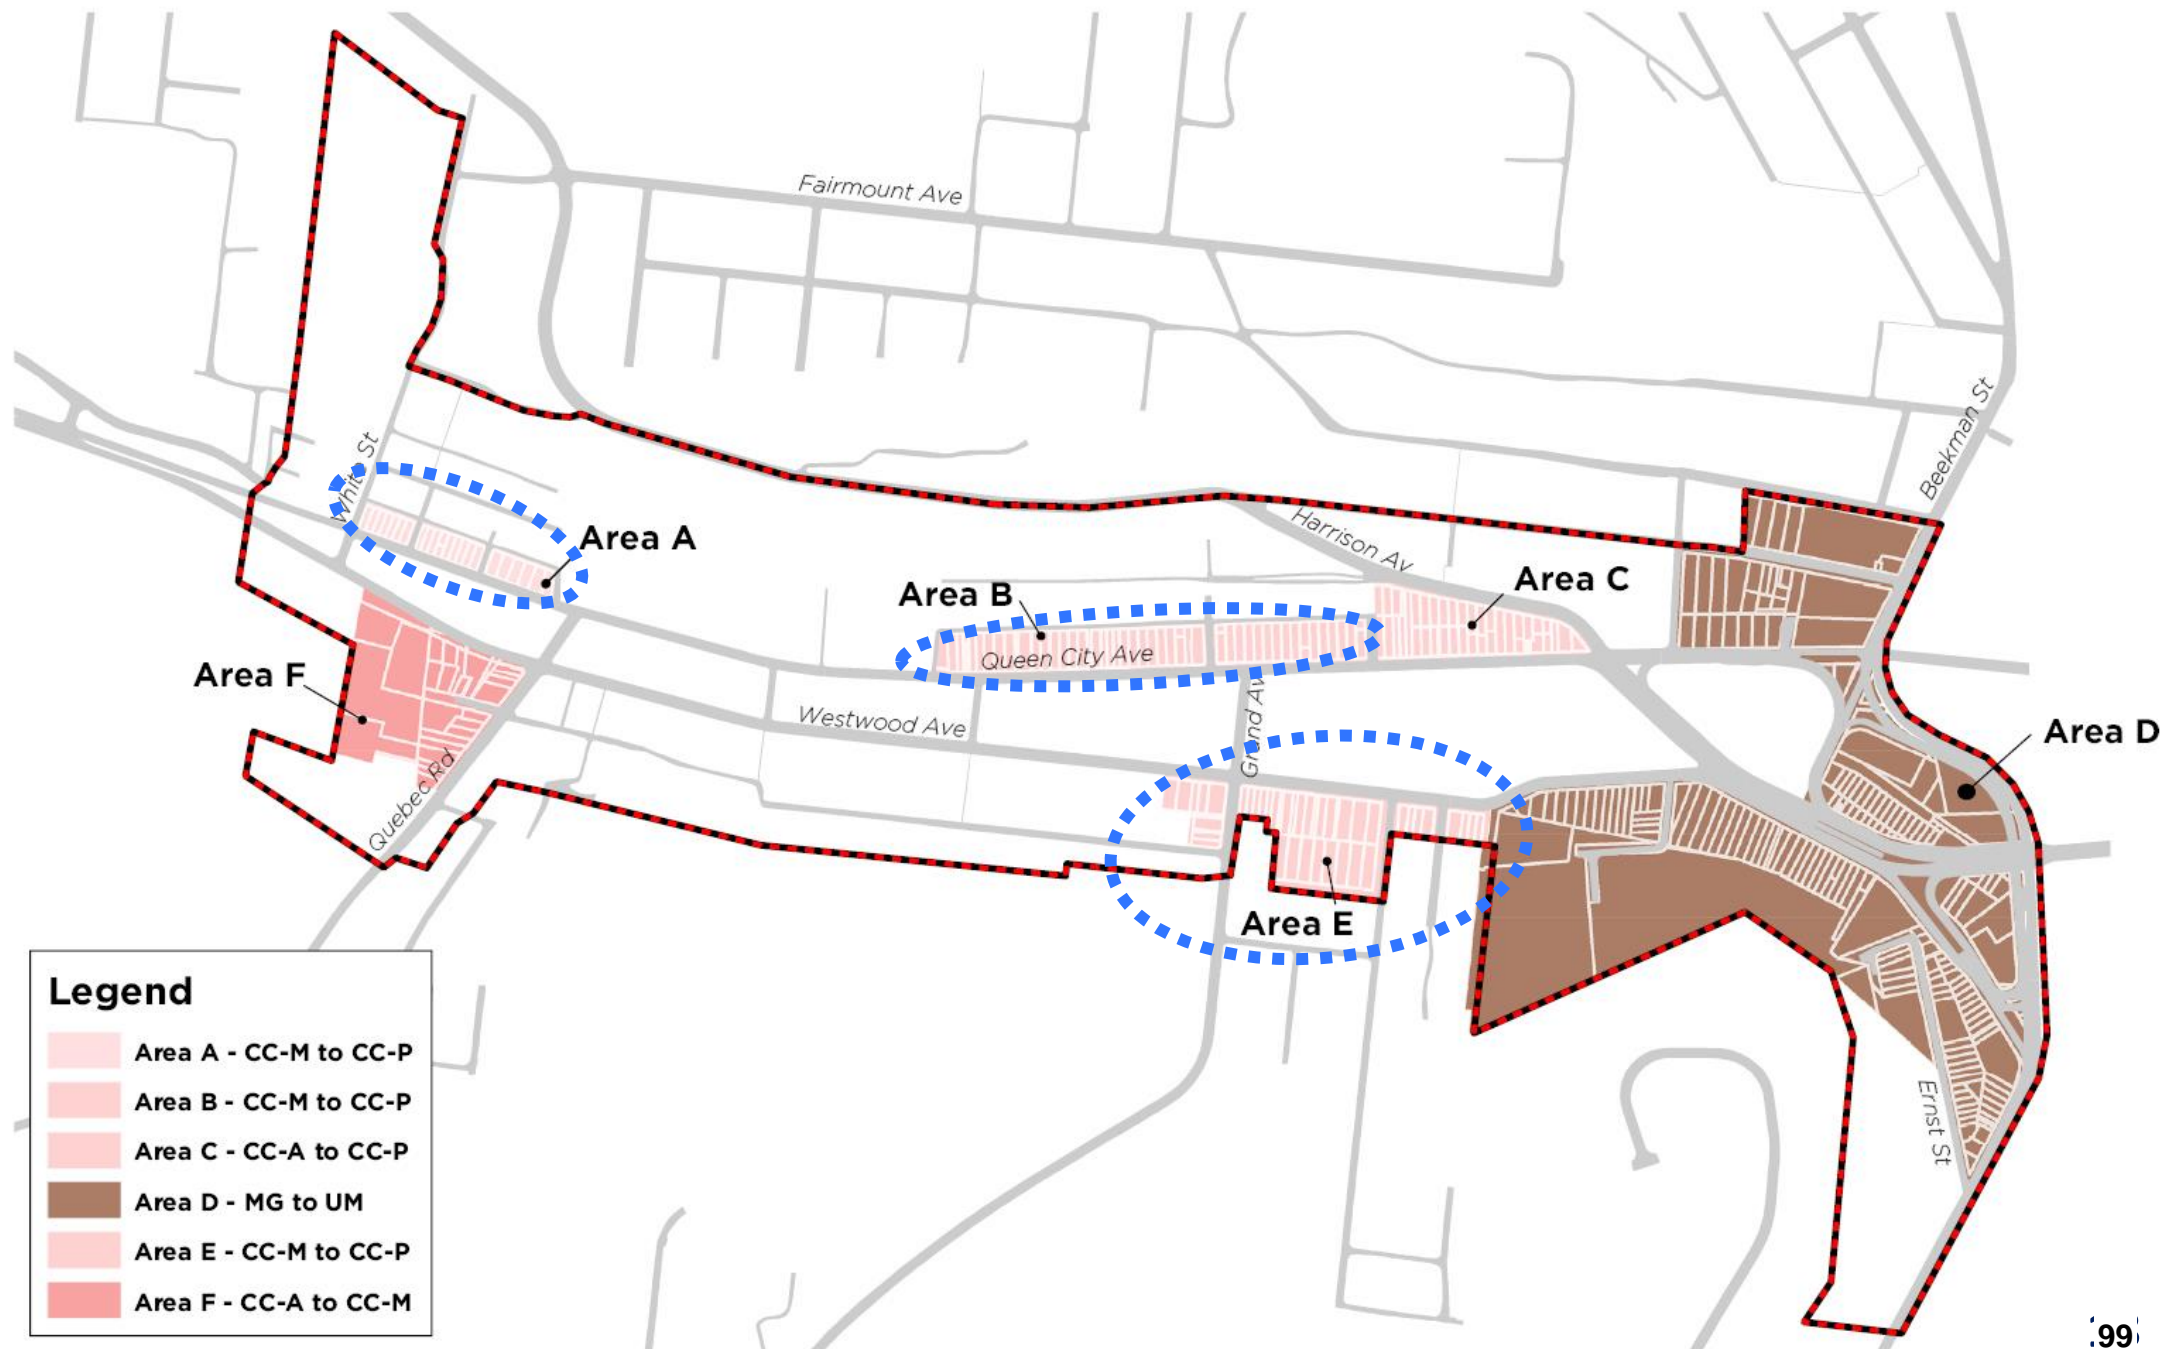 Fairmount Ave
Beekman St
White St
Harrison Av
Area A
Area B
Area C
Queen City Ave
Area F
Grand Av
Westwood Ave
Area D
Quebec Rd
Area E
Ernst St
Legend
Area A - CC-M to CC-P
Area B - CC-M to CC-P
Area C - CC-A to CC-P
Area D - MG to UM
Area E - CC-M to CC-P
Area F - CC-A to CC-M
99